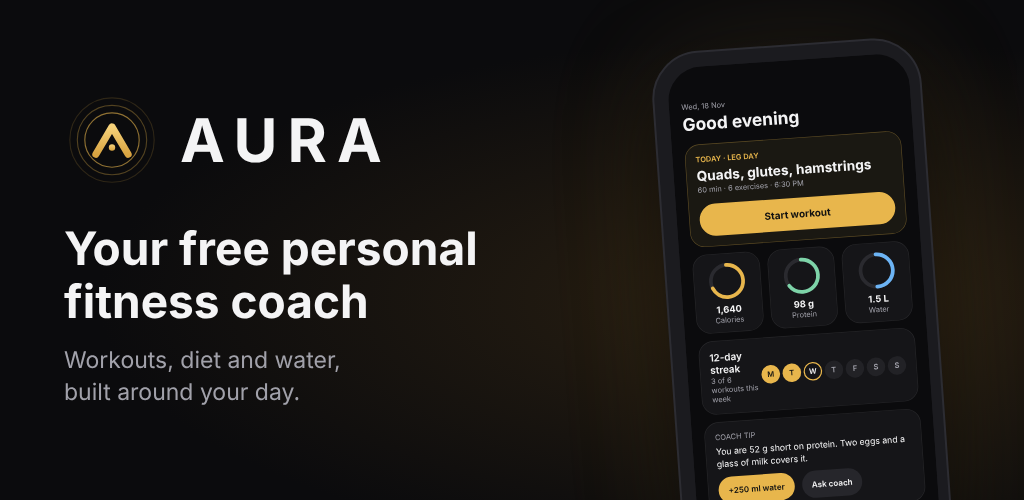 AURA
Your free personal
fitness coach
Workouts, diet and water,
built around your day.
Wed, 18 Nov
Good evening
TODAY · LEG DAY
Quads, glutes, hamstrings
60 min · 6 exercises · 6:30 PM
Start workout
1,640
Calories
98 g
Protein
1.5 L
Water
12-day
streak
3 of 6
workouts this
week
M T W T F S S
COACH TIP
You are 52 g short on protein. Two eggs and a
glass of milk covers it.
+250 ml water
Ask coach